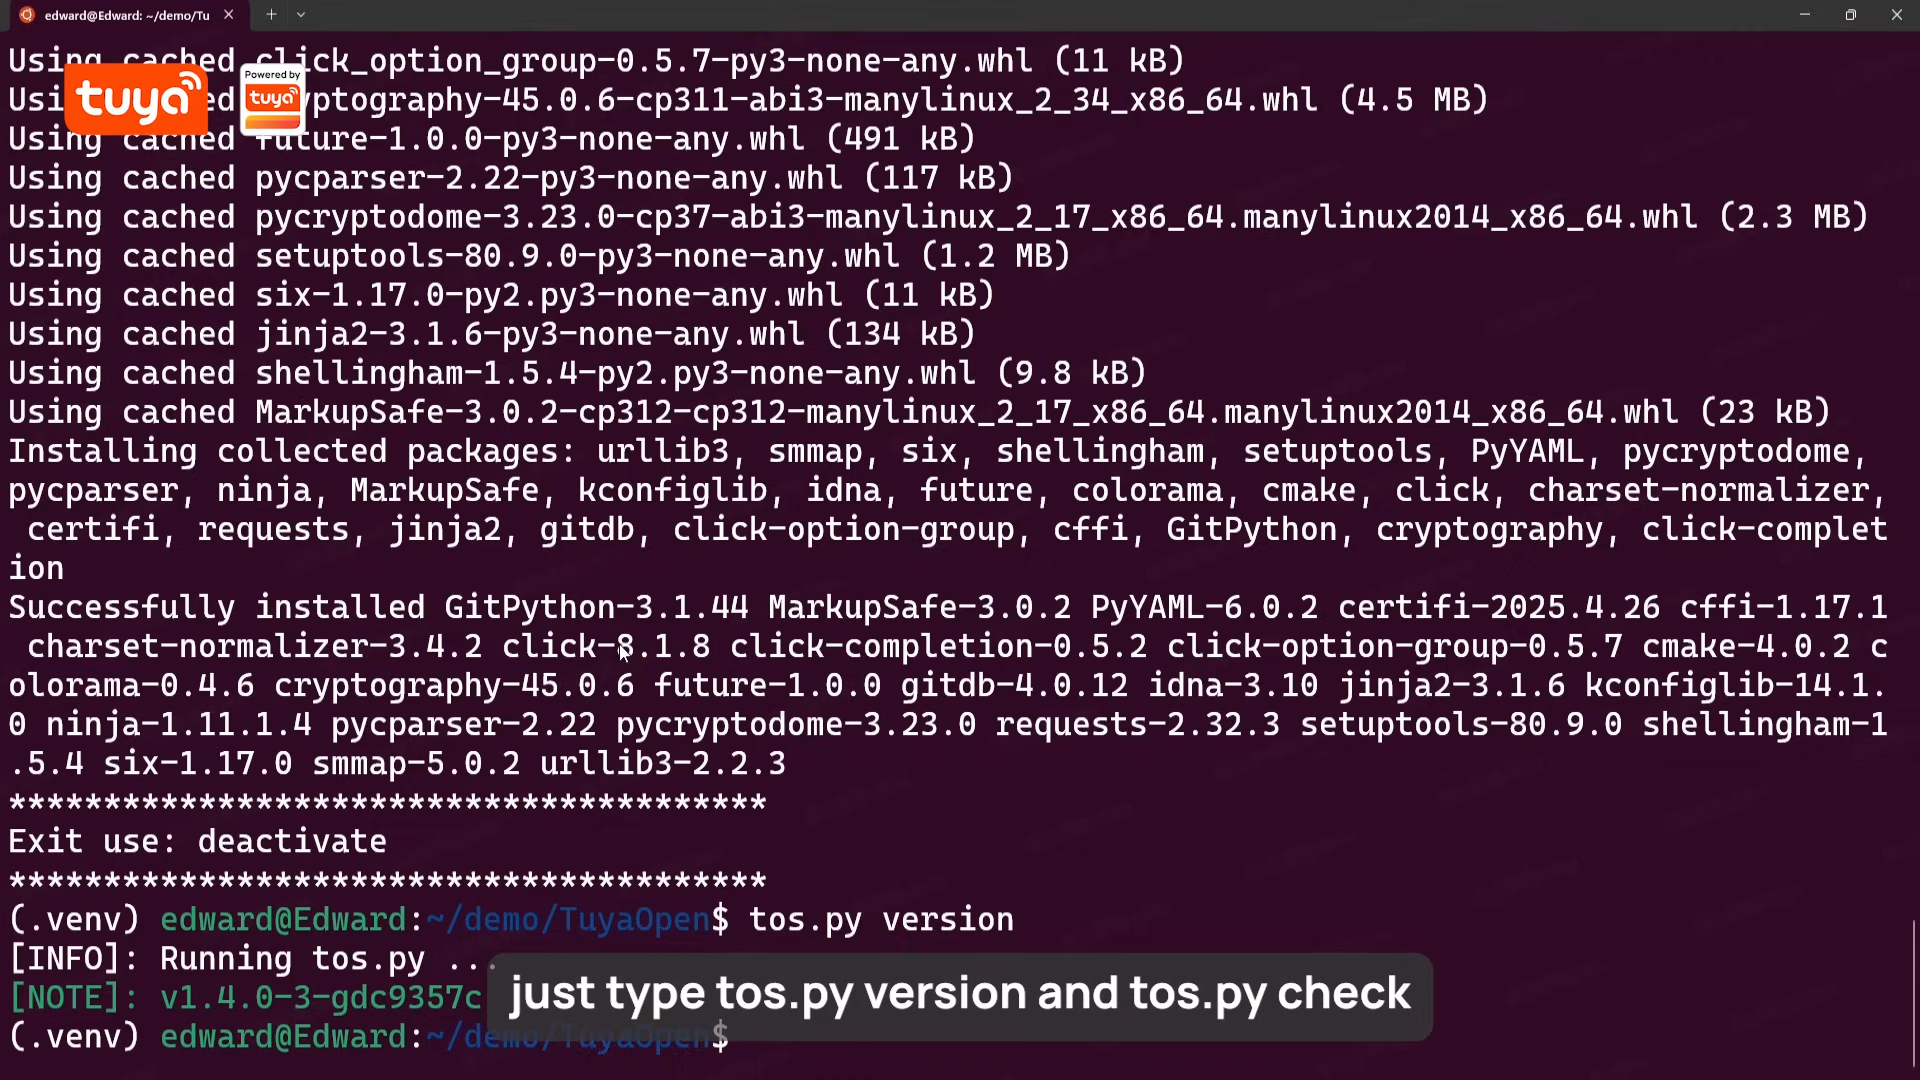 edward@Edward: ~/demo/Tu
Using cached click_option_group-0.5.7-py3-none-any.whl (11 kB)
tuya
Powered by
tuya
Using cached cryptography-45.0.6-cp311-abi3-manylinux_2_34_x86_64.whl (4.5 MB)
Using cached future-1.0.0-py3-none-any.whl (491 kB)
Using cached pycparser-2.22-py3-none-any.whl (117 kB)
Using cached pycryptodome-3.23.0-cp37-abi3-manylinux_2_17_x86_64.manylinux2014_x86_64.whl (2.3 MB)
Using cached setuptools-80.9.0-py3-none-any.whl (1.2 MB)
Using cached six-1.17.0-py2.py3-none-any.whl (11 kB)
Using cached jinja2-3.1.6-py3-none-any.whl (134 kB)
Using cached shellingham-1.5.4-py2.py3-none-any.whl (9.8 kB)
Using cached MarkupSafe-3.0.2-cp312-cp312-manylinux_2_17_x86_64.manylinux2014_x86_64.whl (23 kB)
Installing collected packages: urllib3, smmap, six, shellingham, setuptools, PyYAML, pycryptodome,
pycparser, ninja, MarkupSafe, kconfiglib, idna, future, colorama, cmake, click, charset-normalizer,
certifi, requests, jinja2, gitdb, click-option-group, cffi, GitPython, cryptography, click-complet
ion
Successfully installed GitPython-3.1.44 MarkupSafe-3.0.2 PyYAML-6.0.2 certifi-2025.4.26 cffi-1.17.1
charset-normalizer-3.4.2 click-8.1.8 click-completion-0.5.2 click-option-group-0.5.7 cmake-4.0.2 c
olorama-0.4.6 cryptography-45.0.6 future-1.0.0 gitdb-4.0.12 idna-3.10 jinja2-3.1.6 kconfiglib-14.1.
0 ninja-1.11.1.4 pycparser-2.22 pycryptodome-3.23.0 requests-2.32.3 setuptools-80.9.0 shellingham-1
.5.4 six-1.17.0 smmap-5.0.2 urllib3-2.2.3
****************************************
Exit use: deactivate
****************************************
(.venv) edward@Edward:~/demo/TuyaOpen$ tos.py version
[INFO]: Running tos.py ...
[NOTE]: v1.4.0-3-gdc9357c
just type tos.py version and tos.py check
(.venv) edward@Edward:~/demo/TuyaOpen$